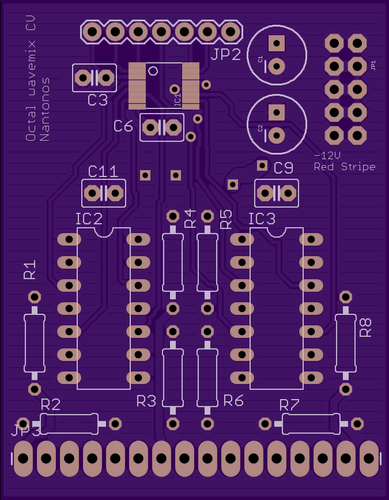 Octal wavemix CV
Nantonos
JP2
C1
JP1
C3
IC1
C6
C2
-12V
Red Stripe
C11
C9
IC2
R4
R5
IC3
R1
R8
R3
R6
R2
R7
JP3